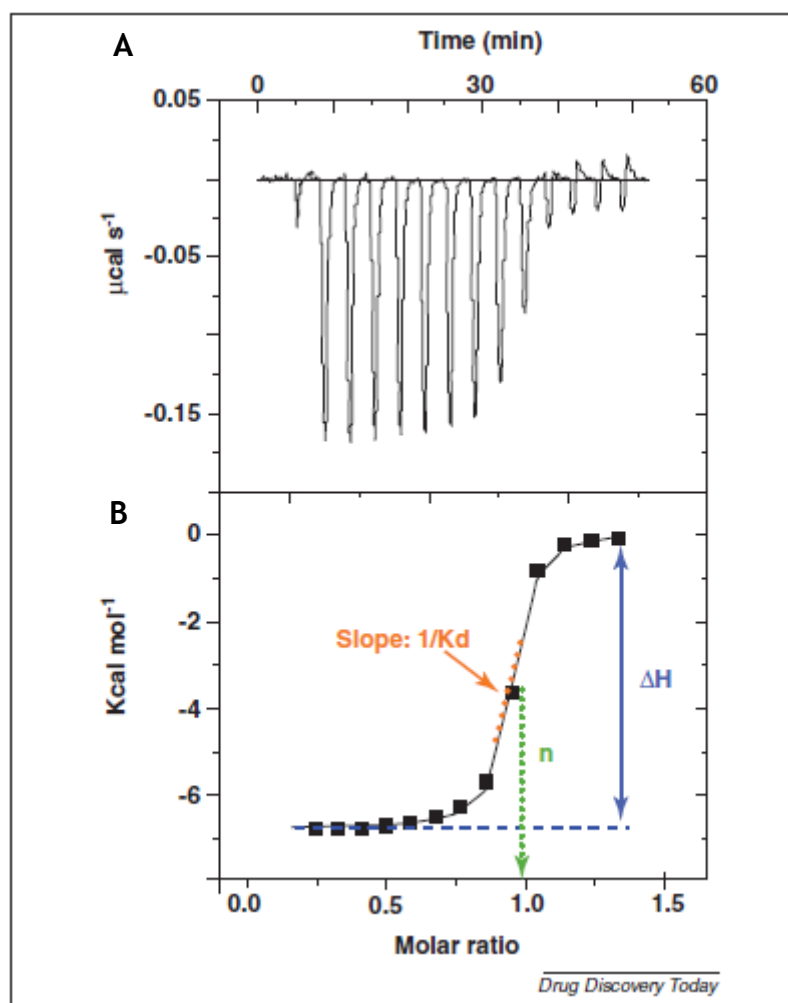 A
Time (min)
0 30 60
0.05
-0.05
-0.15
µcal s-1
B
0
-2
-4
-6
Kcal mol-1
Slope: 1/Kd
ΔH
n
0.0 0.5 1.0 1.5
Molar ratio
Drug Discovery Today